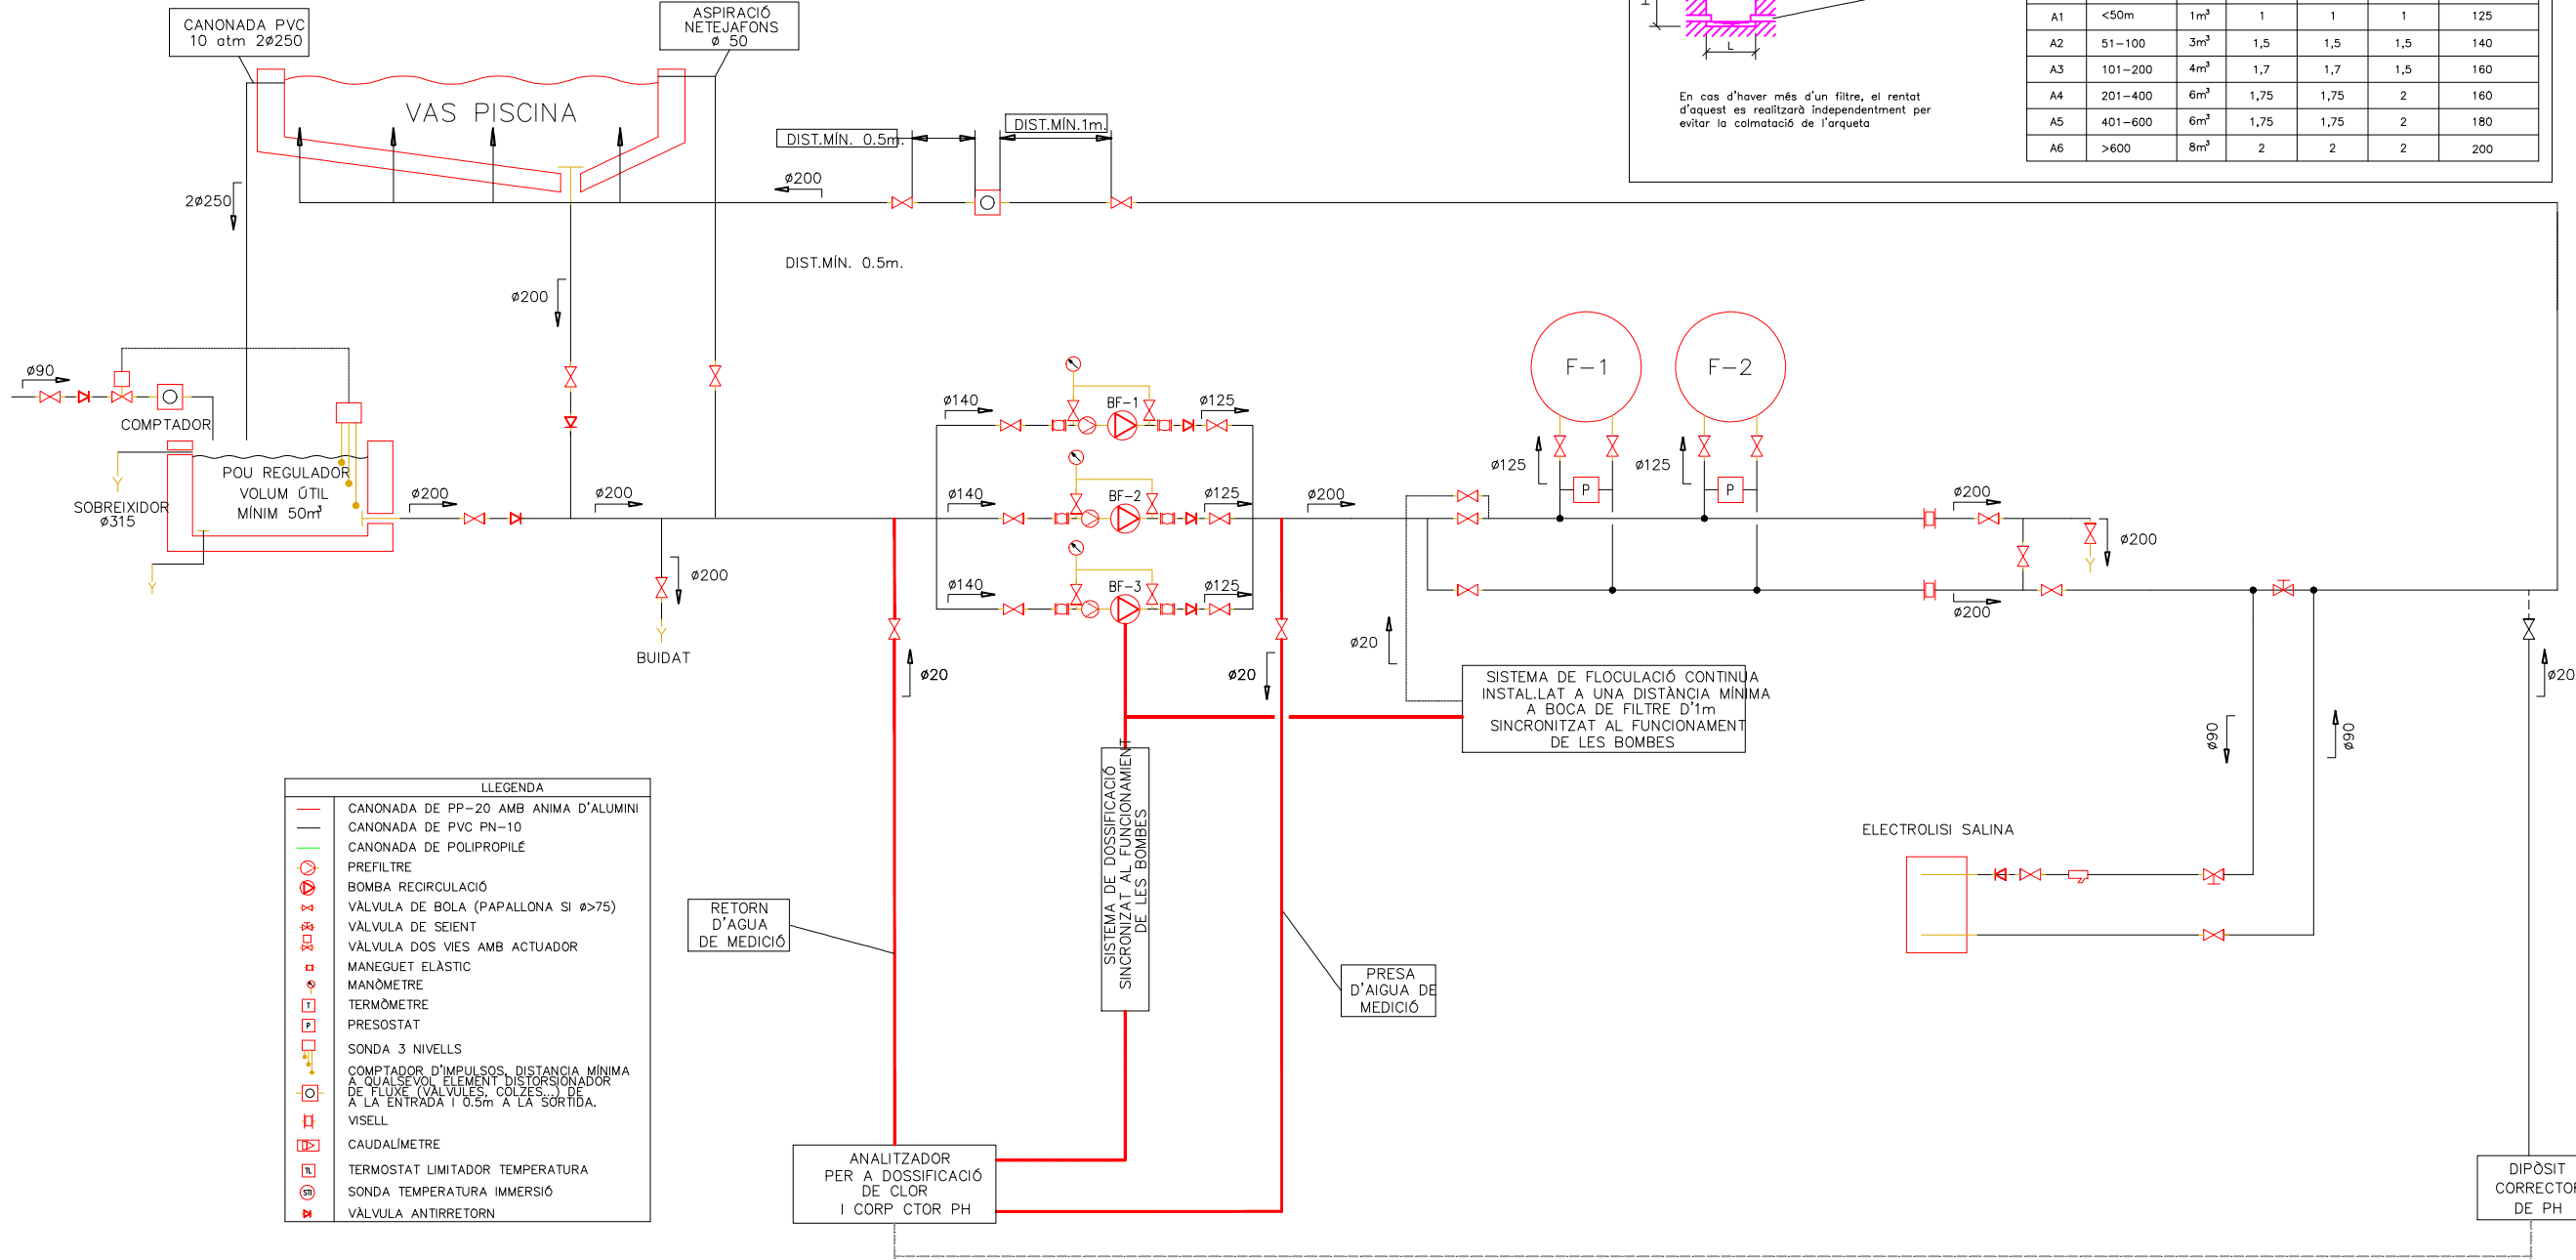 CANONADA PVC
10 atm 2ø250
ASPIRACIÓ
NETEJAFONS
ø 50
VAS PISCINA
DIST.MÍN. 0.5m.
DIST.MÍN.1m.
ø200
2ø250
DIST.MÍN. 0.5m.
ø200
L
En cas d'haver més d'un filtre, el rentat
d'aquest es realitzarà independentment per
evitar la colmatació de l'arqueta
A1 <50m 1m³ 1 1 1 125
A2 51-100 3m³ 1,5 1,5 1,5 140
A3 101-200 4m³ 1,7 1,7 1,5 160
A4 201-400 6m³ 1,75 1,75 2 160
A5 401-600 6m³ 1,75 1,75 2 180
A6 >600 8m³ 2 2 2 200
ø90
COMPTADOR
POU REGULADOR
VOLUM ÚTIL
MÍNIM 50m³
SOBREIXIDOR
ø315
ø200
ø200
ø200
BUIDAT
ø140
BF-1
ø125
ø140
BF-2
ø125
ø140
BF-3
ø125
ø200
F-1
F-2
ø125
P
ø125
P
ø200
ø200
ø200
ø20
ø20
ø20
ø20
SISTEMA DE FLOCULACIÓ CONTINUA
INSTAL.LAT A UNA DISTÀNCIA MÍNIMA
A BOCA DE FILTRE D'1m
SINCRONITZAT AL FUNCIONAMENT
DE LES BOMBES
ø90
ø90
ELECTROLISI SALINA
SISTEMA DE DOSSIFICACIÓ
SINCRONIZAT AL FUNCIONAMIENT
DE LES BOMBES
RETORN
D'AGUA
DE MEDICIÓ
PRESA
D'AIGUA DE
MEDICIÓ
ANALITZADOR
PER A DOSSIFICACIÓ
DE CLOR
I CORP CTOR PH
DIPÒSIT
CORRECTOR
DE PH
LLEGENDA
CANONADA DE PP-20 AMB ANIMA D'ALUMINI
CANONADA DE PVC PN-10
CANONADA DE POLIPROPILÉ
PREFILTRE
BOMBA RECIRCULACIÓ
VÀLVULA DE BOLA (PAPALLONA SI ø>75)
VÀLVULA DE SEIENT
VÀLVULA DOS VIES AMB ACTUADOR
MANEGUET ELÀSTIC
MANÒMETRE
T TERMÒMETRE
P PRESOSTAT
SONDA 3 NIVELLS
COMPTADOR D'IMPULSOS, DISTANCIA MÍNIMA
A QUALSEVOL ELEMENT DISTORSIONADOR
DE FLUXE (VÀLVULES, COLZES...) DE
A LA ENTRADA I 0.5m A LA SORTIDA.
VISELL
CAUDALÍMETRE
TL TERMOSTAT LIMITADOR TEMPERATURA
STI SONDA TEMPERATURA IMMERSIÓ
VÀLVULA ANTIRRETORN